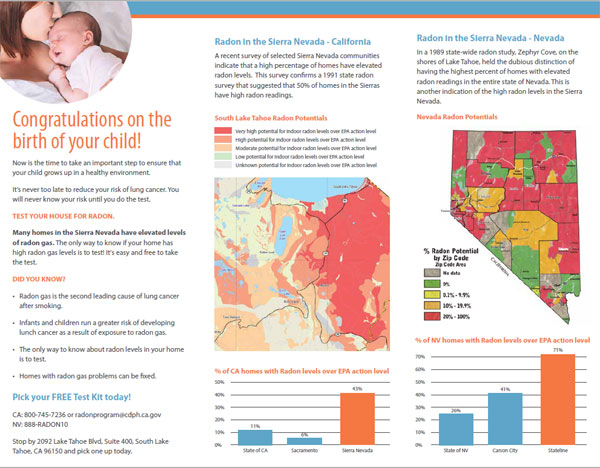 Congratulations on the
birth of your child!
Now is the time to take an important step to ensure that
your child grows up in a healthy environment.
It's never too late to reduce your risk of lung cancer. You
will never know your risk until you do the test.
TEST YOUR HOUSE FOR RADON.
Many homes in the Sierra Nevada have elevated levels
of radon gas. The only way to know if your home has
high radon gas levels is to test! It's easy and free to take
the test.
DID YOU KNOW?
• Radon gas is the second leading cause of lung cancer
after smoking.
• Infants and children run a greater risk of developing
lunch cancer as a result of exposure to radon gas.
• The only way to know about radon levels in your home
is to test.
• Homes with radon gas problems can be fixed.
Pick your FREE Test Kit today!
CA: 800-745-7236 or radonprogram@cdph.ca.gov
NV: 888-RADON10
Stop by 2092 Lake Tahoe Blvd, Suite 400, South Lake
Tahoe, CA 96150 and pick one up today.
Radon in the Sierra Nevada - California
A recent survey of selected Sierra Nevada communities
indicate that a high percentage of homes have elevated
radon levels. This survey confirms a 1991 state radon
survey that suggested that 50% of homes in the Sierras
have high radon readings.
South Lake Tahoe Radon Potentials
Very high potential for indoor radon levels over EPA action level
High potential for indoor radon levels over EPA action level
Moderate potential for indoor radon levels over EPA action level
Low potential for indoor radon levels over EPA action level
Unknown potential for indoor radon levels over EPA action level
% of CA homes with Radon levels over EPA action level
50%
40%
30%
20%
10%
0%
11%
6%
43%
State of CA
Sacramento
Sierra Nevada
Radon in the Sierra Nevada - Nevada
In a 1989 state-wide radon study, Zephyr Cove, on the
shores of Lake Tahoe, held the dubious distinction of
having the highest percent of homes with elevated
radon readings in the entire state of Nevada. This is
another indication of the high radon levels in the Sierra
Nevada.
Nevada Radon Potentials
CALIFORNIA
% Radon Potential
by Zip Code
Zip Code Area
No data
0%
0.1% - 9.9%
10% - 19.9%
20% - 100%
% of NV homes with Radon levels over EPA action level
70%
60%
50%
40%
30%
20%
10%
0%
26%
41%
71%
State of NV
Carson City
Stateline